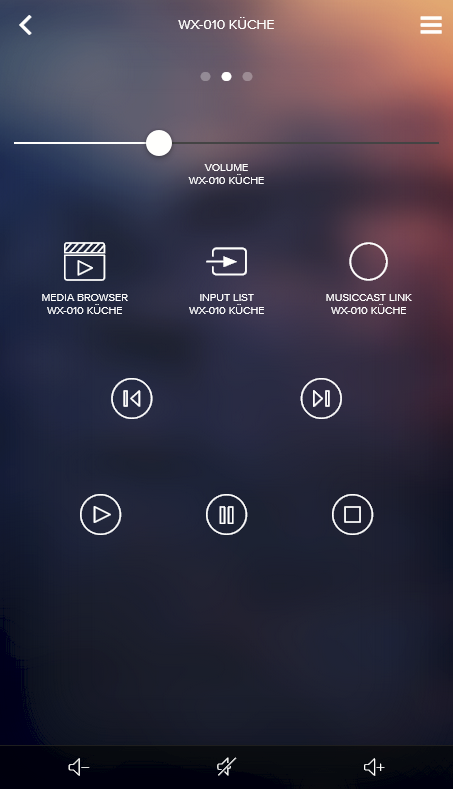 WX-010 KÜCHE
VOLUME
WX-010 KÜCHE
MEDIA BROWSER
WX-010 KÜCHE
INPUT LIST
WX-010 KÜCHE
MUSICCAST LINK
WX-010 KÜCHE